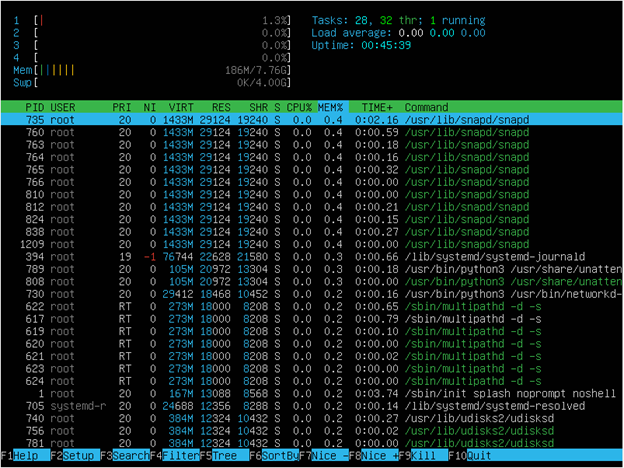 1 [| 1.3%] Tasks: 28, 32 thr; 1 running
2 [ 0.0%] Load average: 0.00 0.00 0.00
3 [ 0.0%] Uptime: 00:45:39
4 [ 0.0%]
Mem[|||||| 186M/7.76G]
Swp[ 0K/4.00G]
PID USER PRI NI VIRT RES SHR S CPU% MEM% TIME+ Command
735 root 20 0 1433M 29124 19240 S 0.0 0.4 0:02.16 /usr/lib/snapd/snapd
760 root 20 0 1433M 29124 19240 S 0.0 0.4 0:00.59 /usr/lib/snapd/snapd
763 root 20 0 1433M 29124 19240 S 0.0 0.4 0:00.18 /usr/lib/snapd/snapd
764 root 20 0 1433M 29124 19240 S 0.0 0.4 0:00.16 /usr/lib/snapd/snapd
765 root 20 0 1433M 29124 19240 S 0.0 0.4 0:00.32 /usr/lib/snapd/snapd
766 root 20 0 1433M 29124 19240 S 0.0 0.4 0:00.00 /usr/lib/snapd/snapd
810 root 20 0 1433M 29124 19240 S 0.0 0.4 0:00.00 /usr/lib/snapd/snapd
812 root 20 0 1433M 29124 19240 S 0.0 0.4 0:00.21 /usr/lib/snapd/snapd
824 root 20 0 1433M 29124 19240 S 0.0 0.4 0:00.15 /usr/lib/snapd/snapd
838 root 20 0 1433M 29124 19240 S 0.0 0.4 0:00.27 /usr/lib/snapd/snapd
1209 root 20 0 1433M 29124 19240 S 0.0 0.4 0:00.00 /usr/lib/snapd/snapd
394 root 19 -1 76744 22628 21580 S 0.0 0.3 0:00.66 /lib/systemd/systemd-journald
789 root 20 0 105M 20972 13304 S 0.0 0.3 0:00.18 /usr/bin/python3 /usr/share/unatten
808 root 20 0 105M 20972 13304 S 0.0 0.3 0:00.00 /usr/bin/python3 /usr/share/unatten
730 root 20 0 29412 18468 10452 S 0.0 0.2 0:00.16 /usr/bin/python3 /usr/bin/networkd-
622 root RT 0 273M 18000 8208 S 0.0 0.2 0:00.65 /sbin/multipathd -d -s
617 root RT 0 273M 18000 8208 S 0.0 0.2 0:00.79 /sbin/multipathd -d -s
619 root RT 0 273M 18000 8208 S 0.0 0.2 0:00.10 /sbin/multipathd -d -s
620 root RT 0 273M 18000 8208 S 0.0 0.2 0:00.00 /sbin/multipathd -d -s
621 root RT 0 273M 18000 8208 S 0.0 0.2 0:00.02 /sbin/multipathd -d -s
623 root RT 0 273M 18000 8208 S 0.0 0.2 0:00.00 /sbin/multipathd -d -s
624 root RT 0 273M 18000 8208 S 0.0 0.2 0:00.00 /sbin/multipathd -d -s
1 root 20 0 167M 13088 8568 S 0.0 0.2 0:03.74 /sbin/init splash noprompt noshell
705 systemd-r 20 0 24688 12356 8288 S 0.0 0.2 0:00.14 /lib/systemd/systemd-resolved
740 root 20 0 384M 12324 10432 S 0.0 0.2 0:00.27 /usr/lib/udisks2/udisksd
756 root 20 0 384M 12324 10432 S 0.0 0.2 0:00.00 /usr/lib/udisks2/udisksd
781 root 20 0 384M 12324 10432 S 0.0 0.2 0:00.02 /usr/lib/udisks2/udisksd
F1Help F2Setup F3SearchF4FilterF5Tree F6SortByF7Nice -F8Nice +F9Kill F10Quit